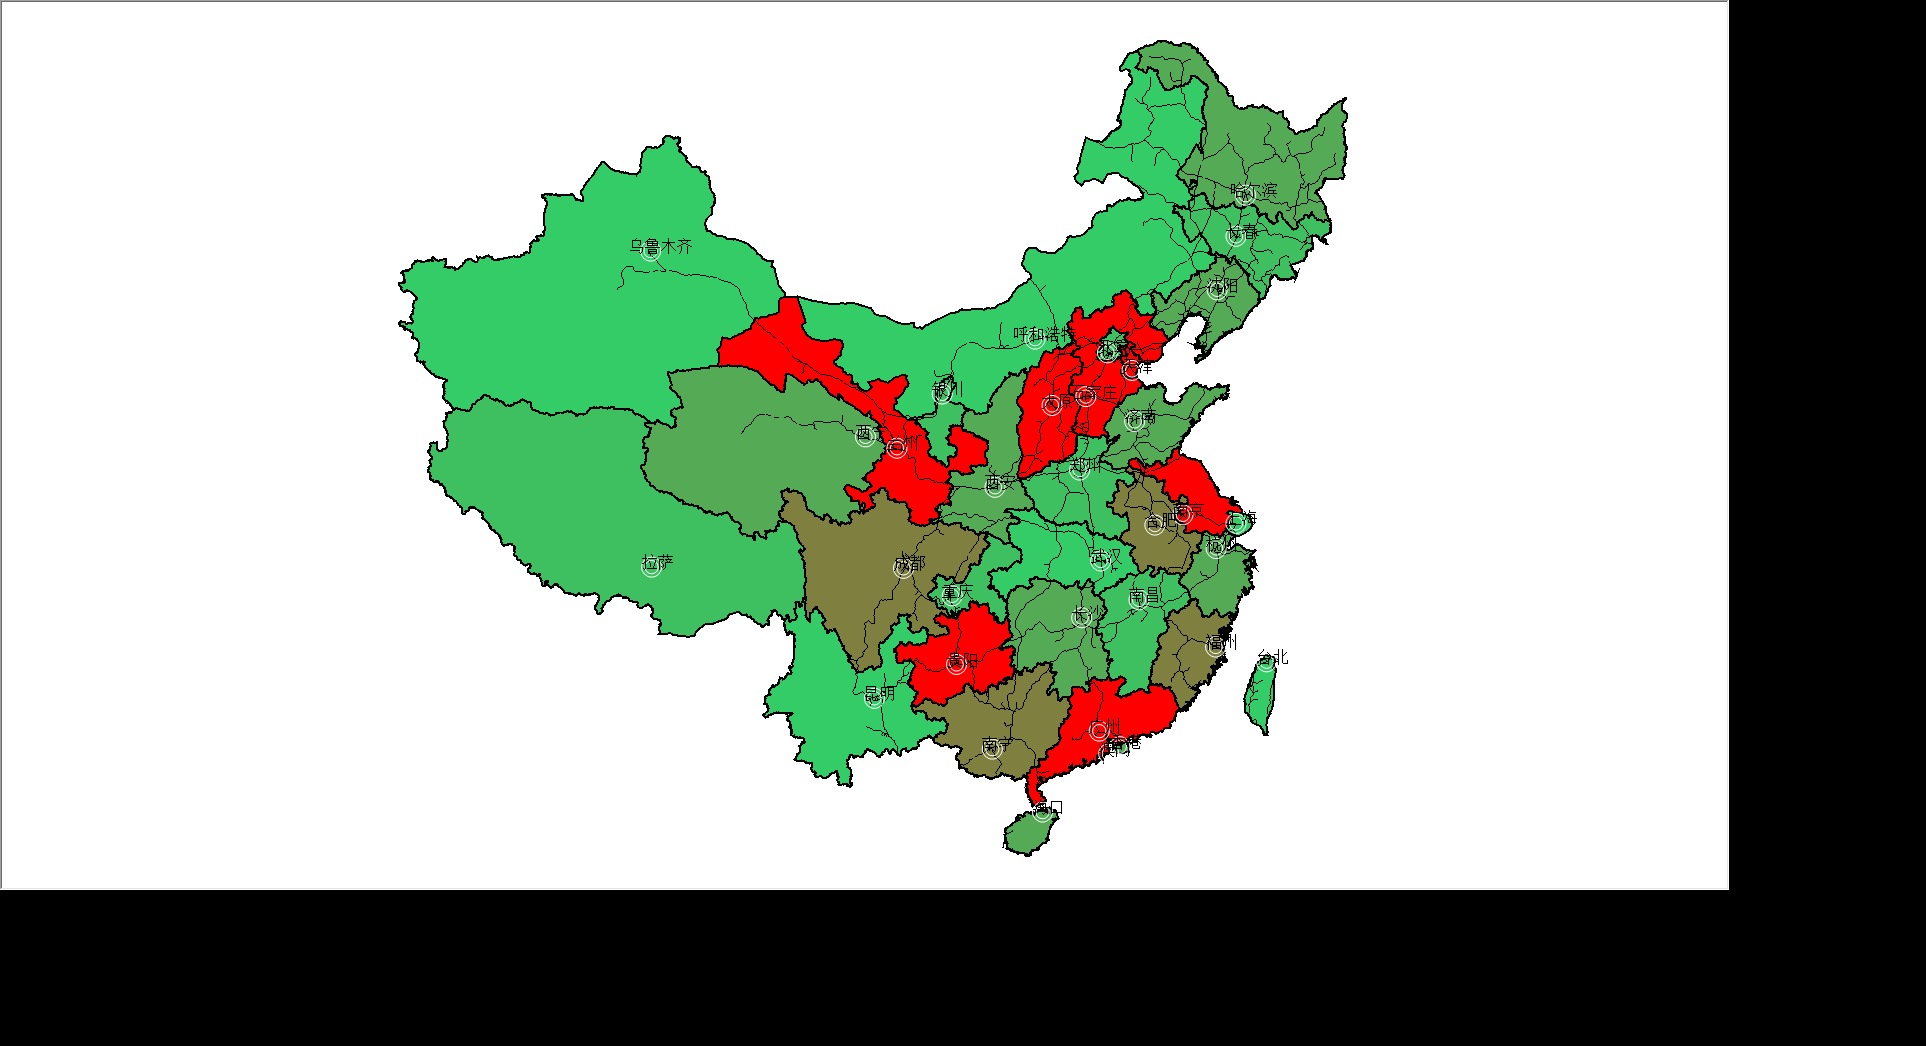 哈尔滨
长春
乌鲁木齐
沈阳
呼和浩特
北京
天津
银川
石家庄
太原
济南
西宁
兰州
郑州
西安
南京
上海
合肥
杭州
武汉
拉萨
成都
重庆
南昌
长沙
福州
台北
贵阳
昆明
广州
香港
南宁
澳门
海口